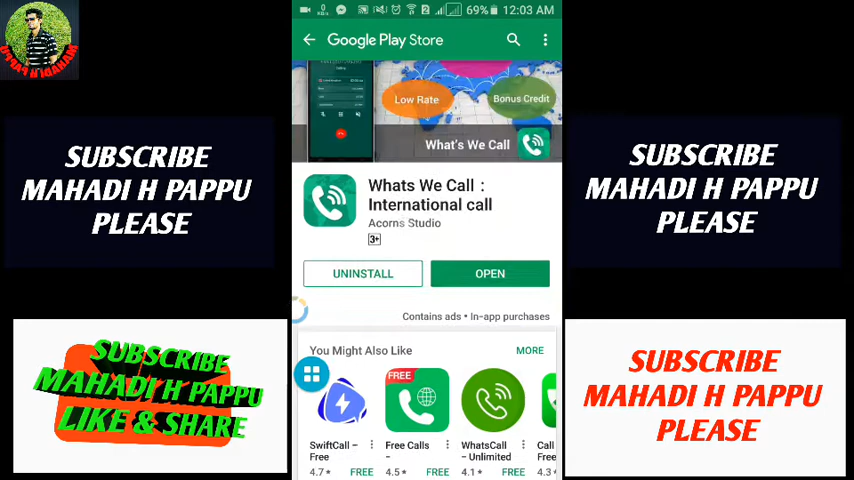 69% 12:03 AM
MAHADI H PAPPU
Google Play Store
Low Rate
Bonus Credit
What's We Call
SUBSCRIBE
MAHADI H PAPPU
PLEASE
SUBSCRIBE
MAHADI H PAPPU
PLEASE
Whats We Call :
International call
Acorns Studio
3+
UNINSTALL
OPEN
Contains ads • In-app purchases
You Might Also Like
MORE
FREE
SwiftCall –
Free
4.7★ FREE
Free Calls
-
4.5★ FREE
WhatsCall
– Unlimited
4.1★ FREE
Call
Free
4.3★
SUBSCRIBE
MAHADI H PAPPU
LIKE & SHARE
SUBSCRIBE
MAHADI H PAPPU
PLEASE